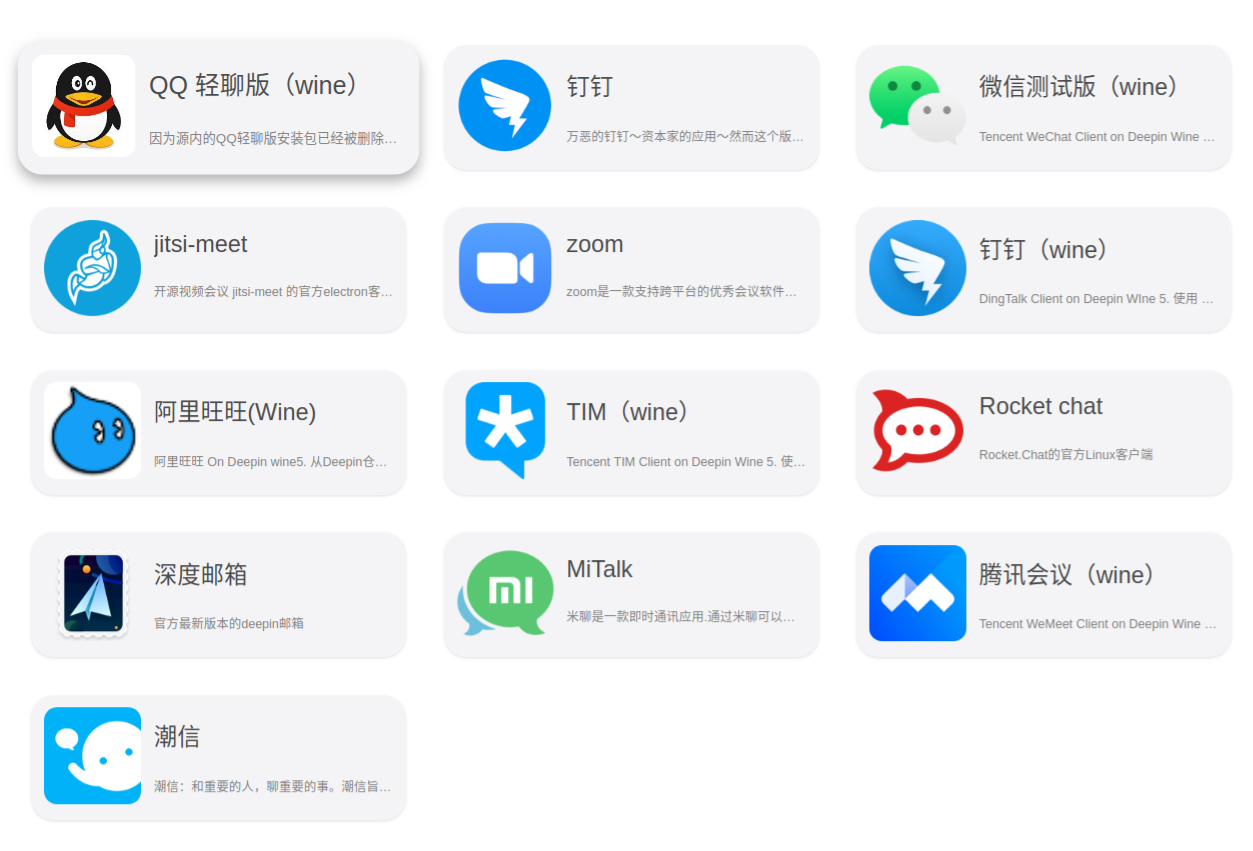 QQ 轻聊版（wine）
因为源内的QQ轻聊版安装包已经被删除…
钉钉
万恶的钉钉～资本家的应用～然而这个版…
微信测试版（wine）
Tencent WeChat Client on Deepin Wine …
jitsi-meet
开源视频会议 jitsi-meet 的官方electron客…
zoom
zoom是一款支持跨平台的优秀会议软件…
钉钉（wine）
DingTalk Client on Deepin WIne 5. 使用 …
阿里旺旺(Wine)
阿里旺旺 On Deepin wine5. 从Deepin仓…
TIM（wine）
Tencent TIM Client on Deepin Wine 5. 使…
Rocket chat
Rocket.Chat的官方Linux客户端
深度邮箱
官方最新版本的deepin邮箱
MiTalk
米聊是一款即时通讯应用.通过米聊可以…
腾讯会议（wine）
Tencent WeMeet Client on Deepin Wine …
潮信
潮信：和重要的人，聊重要的事。潮信旨…